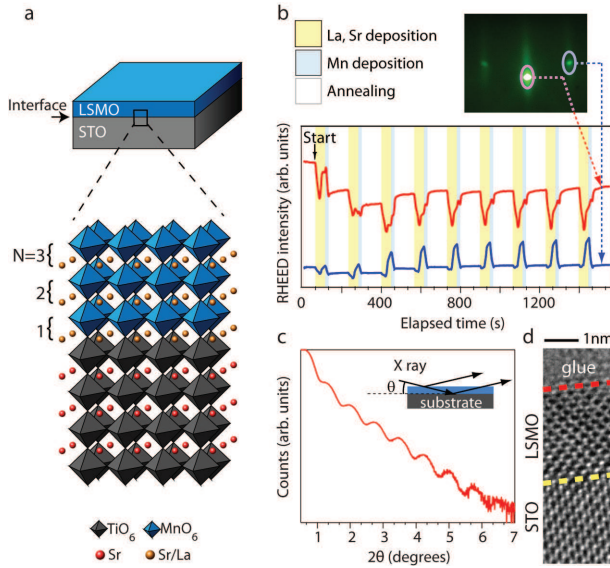 a
Interface
LSMO
STO
N=3
2
1
TiO6
MnO6
Sr
Sr/La
b
La, Sr deposition
Mn deposition
Annealing
Start
RHEED intensity (arb. units)
0 400 800 1200
Elapsed time (s)
c
X ray
θ
substrate
Counts (arb. units)
1 2 3 4 5 6 7
2θ (degrees)
d
1nm
glue
LSMO
STO